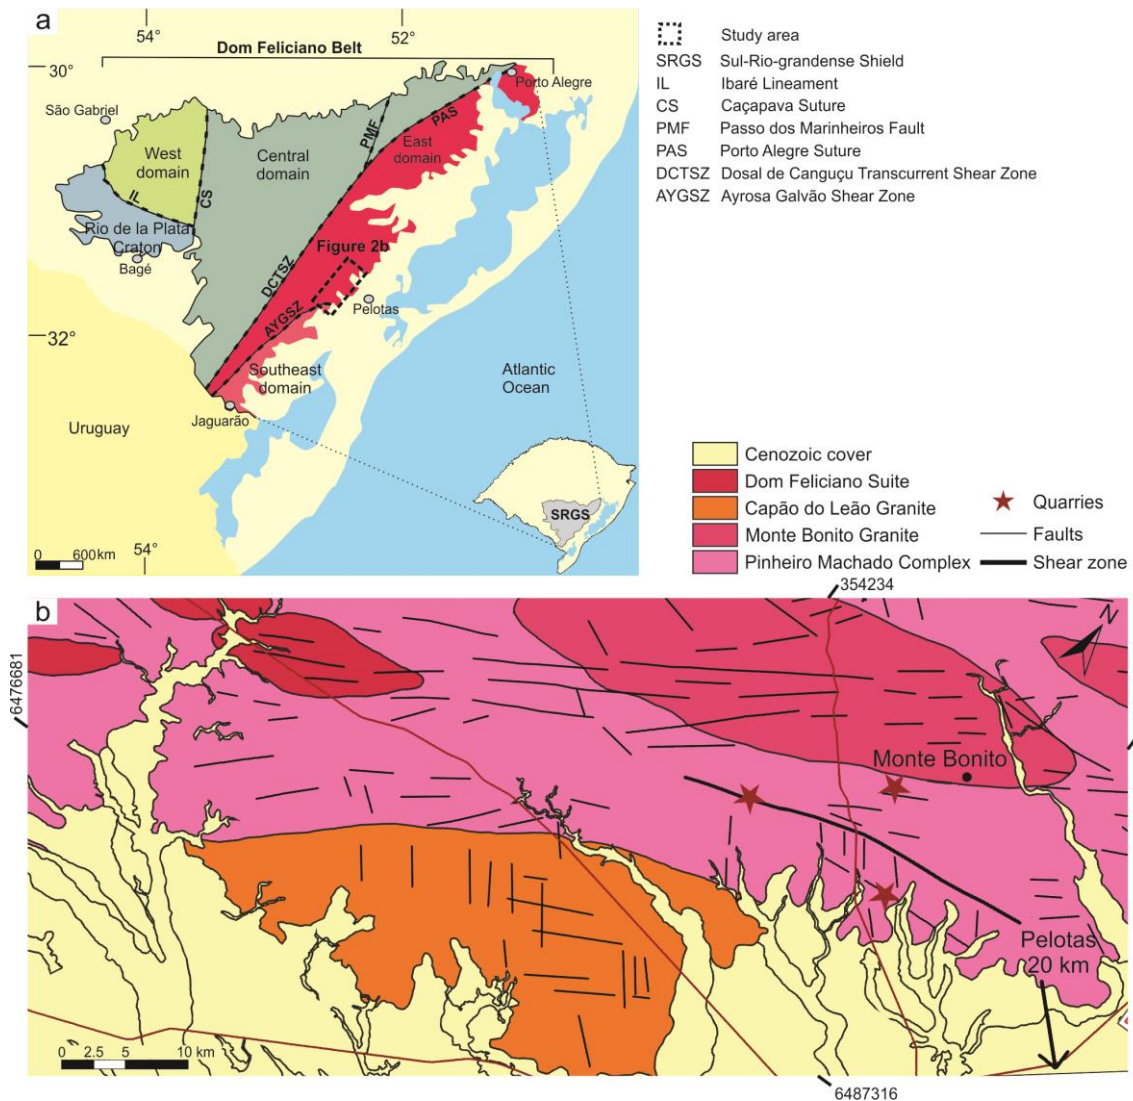 a
54°
52°
Dom Feliciano Belt
30°
Porto Alegre
São Gabriel
PAS
PMF
East
domain
West
domain
Central
domain
CS
IL
Rio de la Plata
Craton
Bagé
Figure 2b
DCTSZ
AYGSZ
Pelotas
32°
Southeast
domain
Atlantic
Ocean
Jaguarão
Uruguay
SRGS
54°
0 600 km
Study area
SRGS Sul-Rio-grandense Shield
IL Ibaré Lineament
CS Caçapava Suture
PMF Passo dos Marinheiros Fault
PAS Porto Alegre Suture
DCTSZ Dosal de Canguçu Transcurrent Shear Zone
AYGSZ Ayrosa Galvão Shear Zone
Cenozoic cover
Dom Feliciano Suite
Capão do Leão Granite
Monte Bonito Granite
Pinheiro Machado Complex
Quarries
Faults
Shear zone
354234
b
N
6476681
Monte Bonito
Pelotas
20 km
0 2.5 5 10 km
6487316